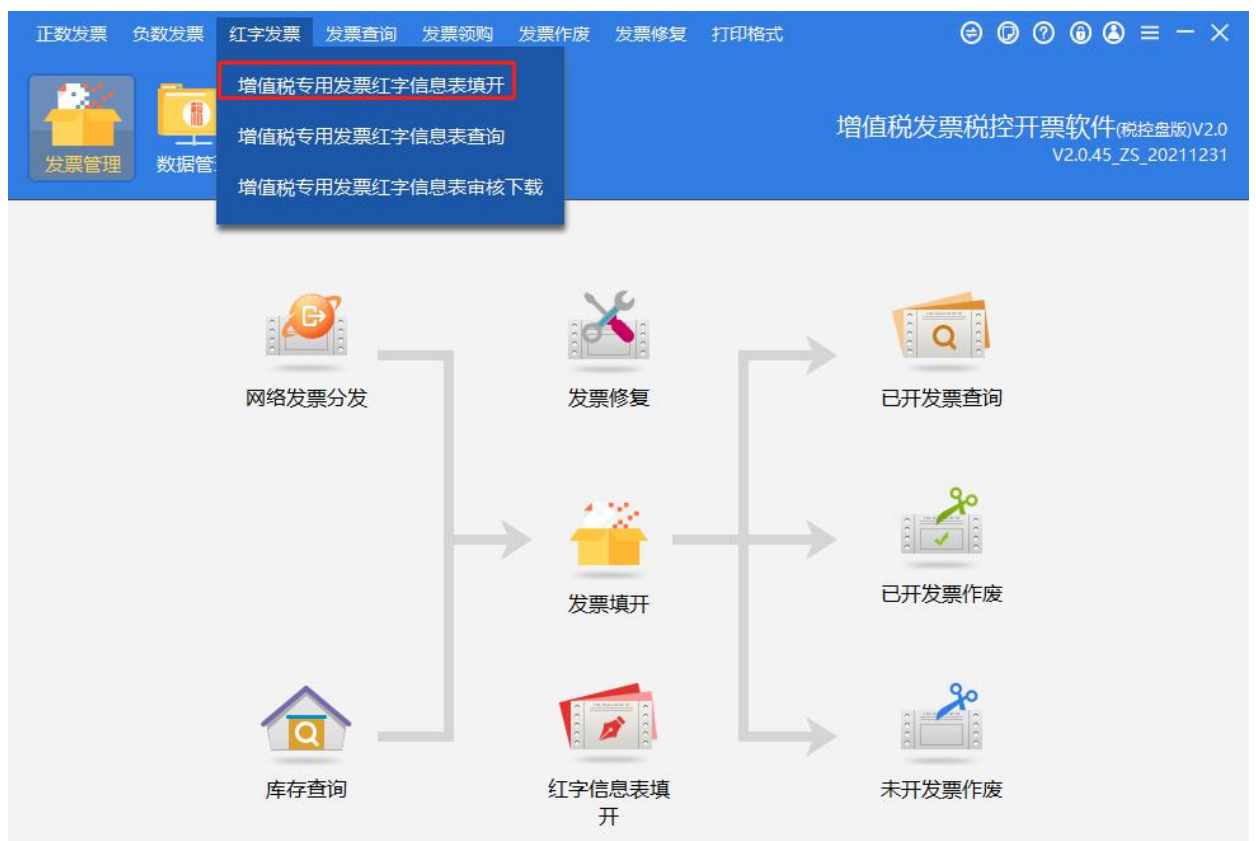 正数发票 负数发票 红字发票 发票查询 发票领购 发票作废 发票修复 打印格式
增值税专用发票红字信息表填开
增值税专用发票红字信息表查询
增值税专用发票红字信息表审核下载
发票管理 数据管
增值税发票税控开票软件(税控盘版)V2.0
V2.0.45_ZS_20211231
网络发票分发 发票修复 已开发票查询
发票填开 已开发票作废
库存查询 红字信息表填 未开发票作废
开